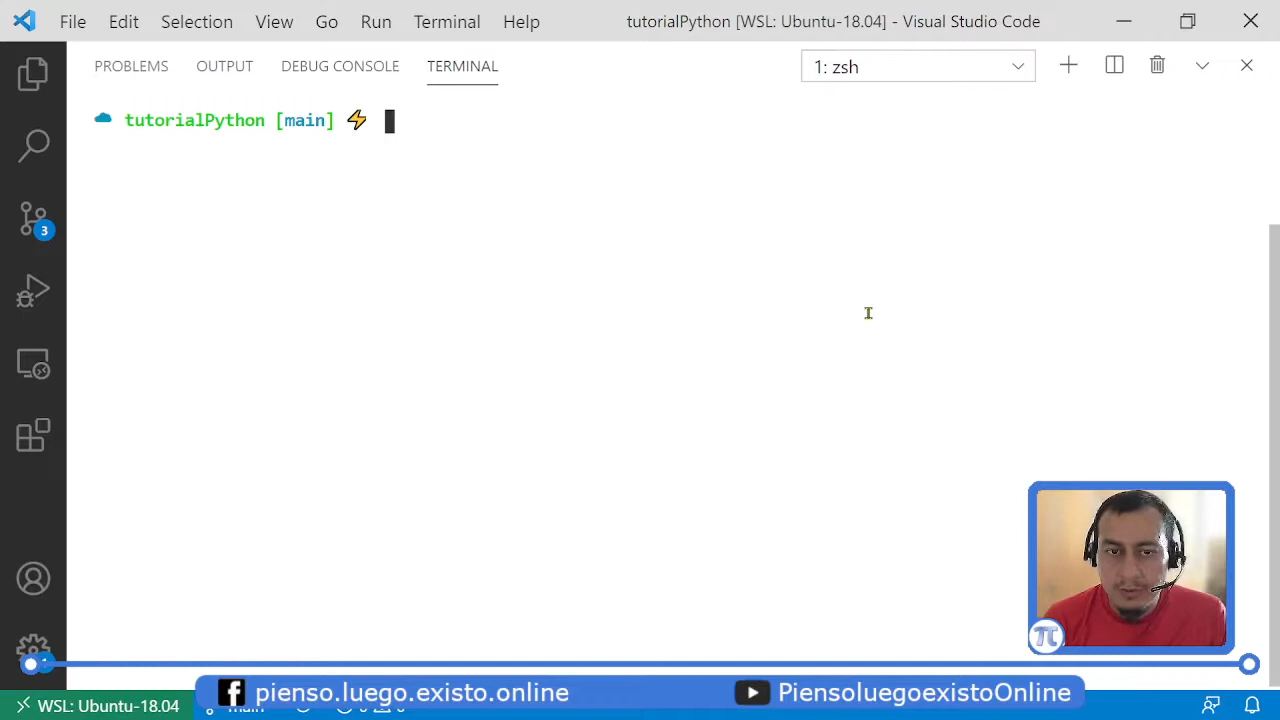 File Edit Selection View Go Run Terminal Help tutorialPython [WSL: Ubuntu-18.04] - Visual Studio Code
PROBLEMS OUTPUT DEBUG CONSOLE TERMINAL 1: zsh
tutorialPython [main]
3
π
pienso.luego.existo.online PiensoluegoexistoOnline
WSL: Ubuntu-18.04